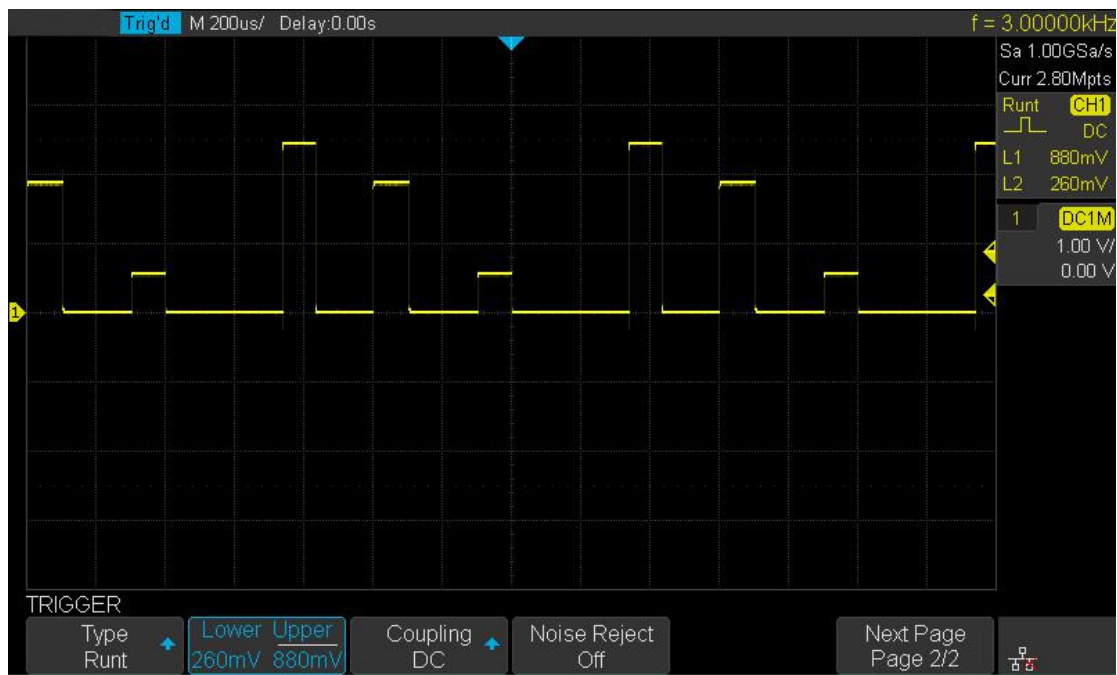 Trig'd M 200us/ Delay:0.00s f = 3.00000kHz
Sa 1.00GSa/s
Curr 2.80Mpts
Runt CH1
DC
L1 880mV
L2 260mV
1 DC1M
1.00 V/
0.00 V
1
TRIGGER
Type Lower Upper Coupling Noise Reject Next Page
Runt 260mV 880mV DC Off Page 2/2